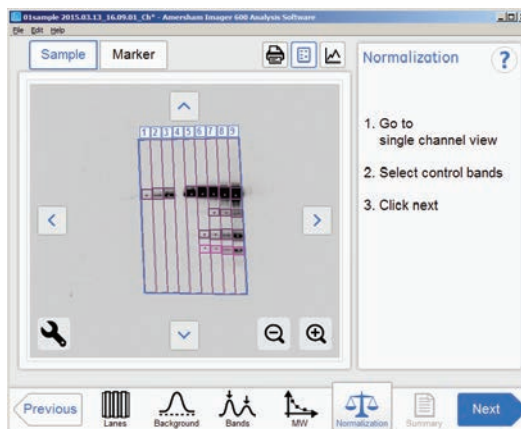 01sample 2015.03.13_16.09.01_Ch* - Amersham Imager 600 Analysis Software
File Edit Help
Sample Marker
Normalization ?
1 2 3 4 5 6 7 8 9
1. Go to
single channel view
2. Select control bands
3. Click next
Previous Lanes Background Bands MW Normalization Summary Next